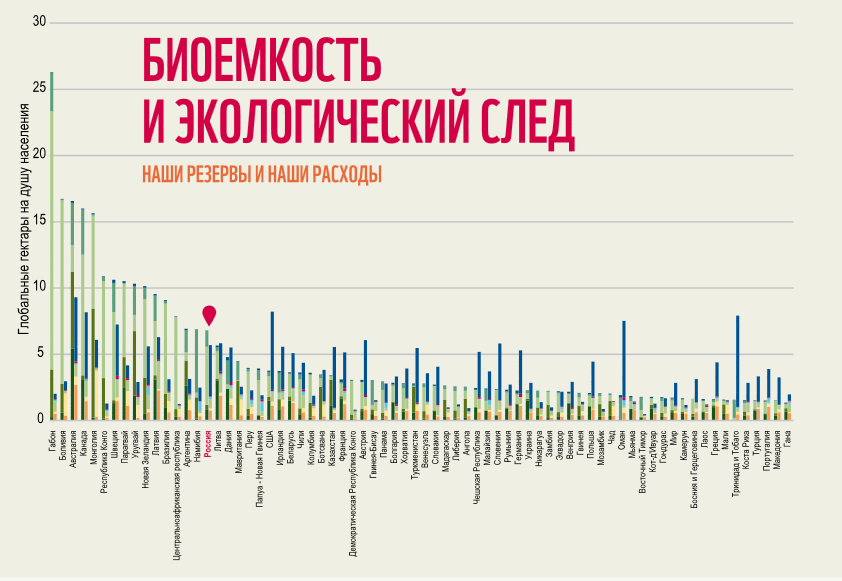 БИОЕМКОСТЬ
И ЭКОЛОГИЧЕСКИЙ СЛЕД
НАШИ РЕЗЕРВЫ И НАШИ РАСХОДЫ
Глобальные гектары на душу населения
30
25
20
15
10
5
0
Габон
Боливия
Австралия
Канада
Монголия
Республика Конго
Швеция
Парагвай
Уругвай
Новая Зеландия
Латвия
Бразилия
Центральноафриканская республика
Аргентина
Намибия
Россия
Литва
Дания
Мавритания
Перу
Папуа - Новая Гвинея
США
Ирландия
Беларусь
Чили
Колумбия
Ботсвана
Казахстан
Франция
Демократическая Республика Конго
Австрия
Гвинея-Бисау
Панама
Болгария
Хорватия
Туркменистан
Венесуэла
Словакия
Мадагаскар
Либерия
Ангола
Чешская Республика
Малайзия
Словения
Румыния
Германия
Украина
Никарагуа
Замбия
Эквадор
Венгрия
Гвинея
Польша
Мозамбик
Чад
Оман
Мьянма
Восточный Тимор
Кот-д'Ивуар
Гондурас
Мир
Камерун
Босния и Герцеговина
Лаос
Греция
Мали
Тринидад и Тобаго
Коста Рика
Турция
Португалия
Македония
Гана